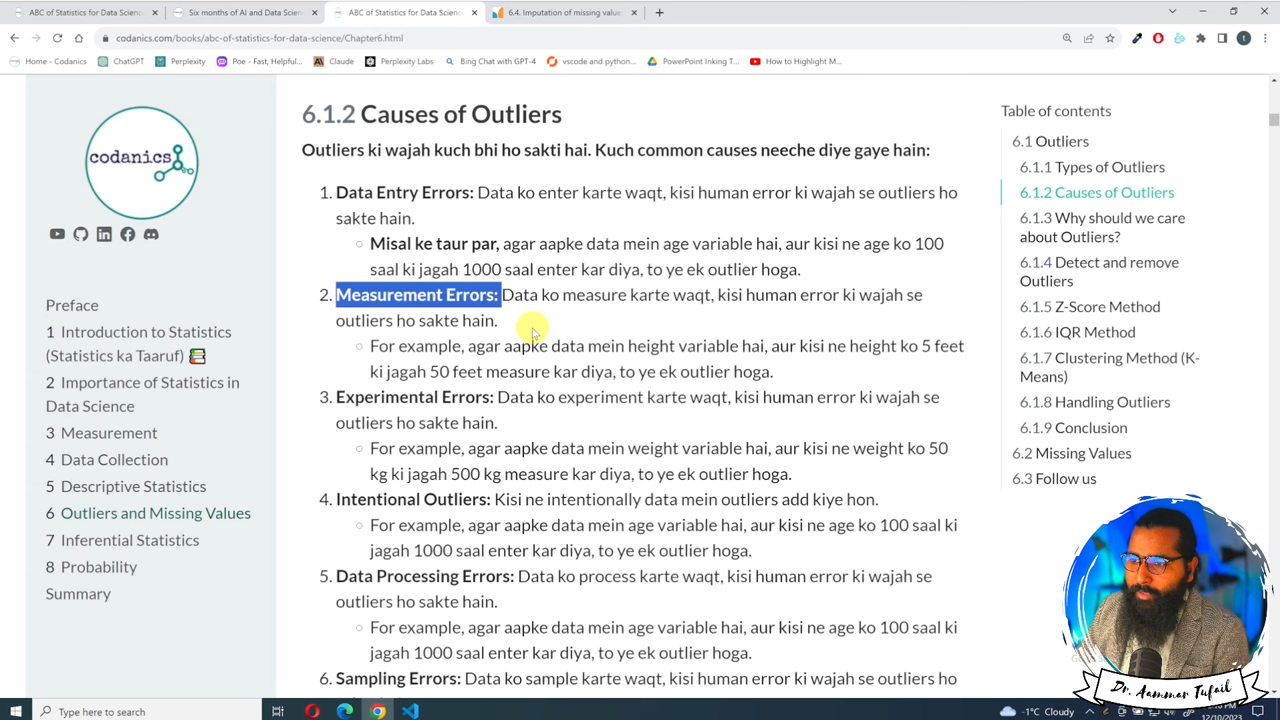 ABC of Statistics for Data Scienc
Six months of AI and Data Scien
ABC of Statistics for Data Scienc
6.4. Imputation of missing value
codanics.com/books/abc-of-statistics-for-data-science/Chapter6.html
Home - Codanics
ChatGPT
Perplexity
Poe - Fast, Helpful...
Claude
Perplexity Labs
Bing Chat with GPT-4
vscode and python...
PowerPoint Inking T...
How to Highlight M...
codanics
Preface
1 Introduction to Statistics
(Statistics ka Taaruf)
2 Importance of Statistics in
Data Science
3 Measurement
4 Data Collection
5 Descriptive Statistics
6 Outliers and Missing Values
7 Inferential Statistics
8 Probability
Summary
6.1.2 Causes of Outliers
Outliers ki wajah kuch bhi ho sakti hai. Kuch common causes neeche diye gaye hain:
1. Data Entry Errors: Data ko enter karte waqt, kisi human error ki wajah se outliers ho
sakte hain.
Misal ke taur par, agar aapke data mein age variable hai, aur kisi ne age ko 100
saal ki jagah 1000 saal enter kar diya, to ye ek outlier hoga.
2. Measurement Errors: Data ko measure karte waqt, kisi human error ki wajah se
outliers ho sakte hain.
For example, agar aapke data mein height variable hai, aur kisi ne height ko 5 feet
ki jagah 50 feet measure kar diya, to ye ek outlier hoga.
3. Experimental Errors: Data ko experiment karte waqt, kisi human error ki wajah se
outliers ho sakte hain.
For example, agar aapke data mein weight variable hai, aur kisi ne weight ko 50
kg ki jagah 500 kg measure kar diya, to ye ek outlier hoga.
4. Intentional Outliers: Kisi ne intentionally data mein outliers add kiye hon.
For example, agar aapke data mein age variable hai, aur kisi ne age ko 100 saal ki
jagah 1000 saal enter kar diya, to ye ek outlier hoga.
5. Data Processing Errors: Data ko process karte waqt, kisi human error ki wajah se
outliers ho sakte hain.
For example, agar aapke data mein age variable hai, aur kisi ne age ko 100 saal ki
jagah 1000 saal enter kar diya, to ye ek outlier hoga.
6. Sampling Errors: Data ko sample karte waqt, kisi human error ki wajah se outliers ho
Table of contents
6.1 Outliers
6.1.1 Types of Outliers
6.1.2 Causes of Outliers
6.1.3 Why should we care
about Outliers?
6.1.4 Detect and remove
Outliers
6.1.5 Z-Score Method
6.1.6 IQR Method
6.1.7 Clustering Method (K-
Means)
6.1.8 Handling Outliers
6.1.9 Conclusion
6.2 Missing Values
6.3 Follow us
Dr. Aammar Tufail
Type here to search
-1°C Cloudy